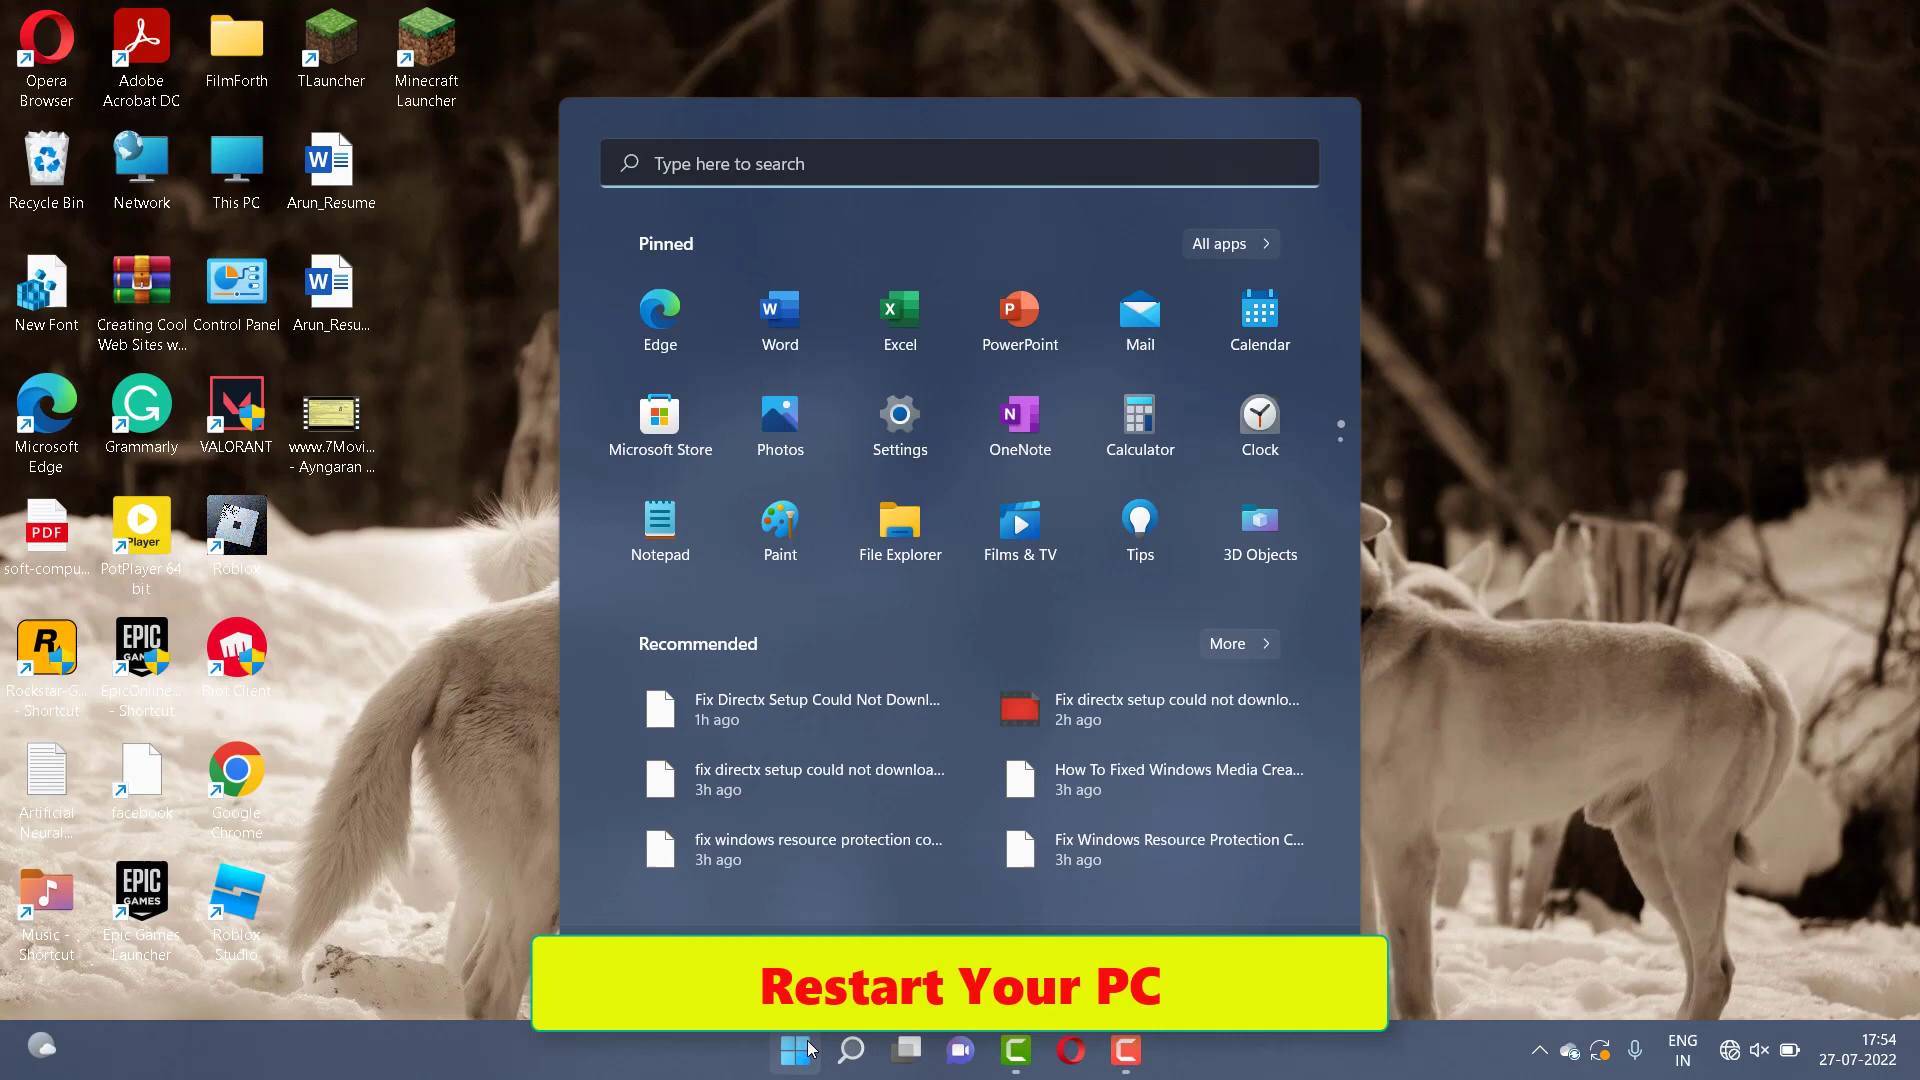 Opera
Browser
Adobe
Acrobat DC
FilmForth
TLauncher
Minecraft
Launcher
Recycle Bin
Network
This PC
Arun_Resume
New Font
Creating Cool
Web Sites w...
Control Panel
Arun_Resu...
Microsoft
Edge
Grammarly
VALORANT
www.7Movi...
- Ayngaran ...
PDF
soft-compu...
Player
PotPlayer 64
bit
Roblox
Rockstar-G...
- Shortcut
EPIC
GAMES
EpicOnline...
- Shortcut
Riot Client
Artificial
Neural...
facebook
Google
Chrome
Music -
Shortcut
EPIC
GAMES
Epic Games
Launcher
Roblox
Studio
Type here to search
Pinned
All apps
Edge
Word
Excel
PowerPoint
Mail
Calendar
Microsoft Store
Photos
Settings
OneNote
Calculator
Clock
Notepad
Paint
File Explorer
Films & TV
Tips
3D Objects
Recommended
More
Fix Directx Setup Could Not Downl...
1h ago
Fix directx setup could not downlo...
2h ago
fix directx setup could not downloa...
3h ago
How To Fixed Windows Media Crea...
3h ago
fix windows resource protection co...
3h ago
Fix Windows Resource Protection C...
3h ago
Restart Your PC
ENG
IN
17:54
27-07-2022